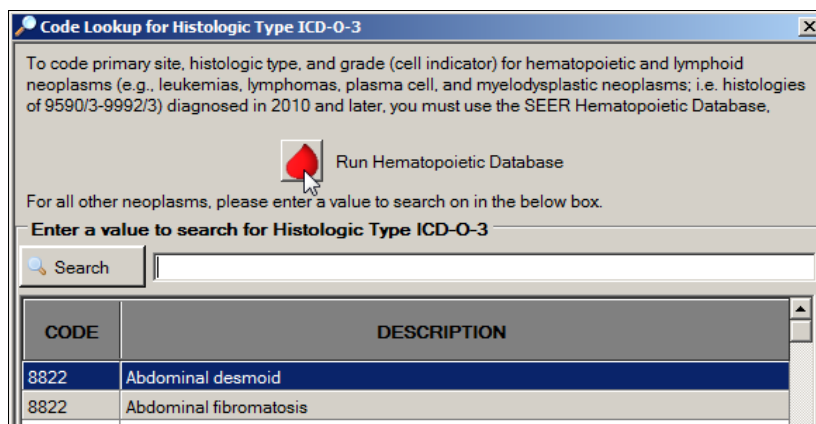 Code Lookup for Histologic Type ICD-O-3
To code primary site, histologic type, and grade (cell indicator) for hematopoietic and lymphoid
neoplasms (e.g., leukemias, lymphomas, plasma cell, and myelodysplastic neoplasms; i.e. histologies
of 9590/3-9992/3) diagnosed in 2010 and later, you must use the SEER Hematopoietic Database,
Run Hematopoietic Database
For all other neoplasms, please enter a value to search on in the below box.
Enter a value to search for Histologic Type ICD-O-3
Search
CODE DESCRIPTION
8822 Abdominal desmoid
8822 Abdominal fibromatosis